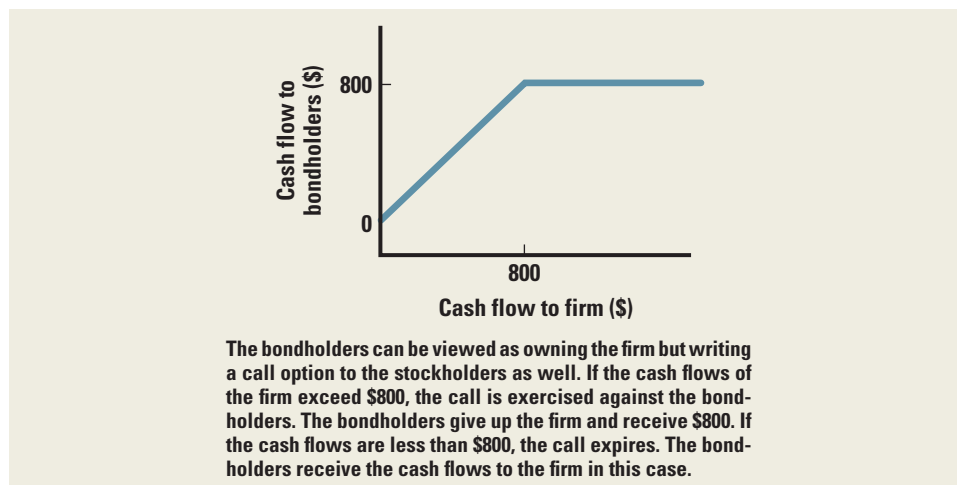 Cash flow to
bondholders ($)
800
0
800
Cash flow to firm ($)
The bondholders can be viewed as owning the firm but writing
a call option to the stockholders as well. If the cash flows of
the firm exceed $800, the call is exercised against the bond-
holders. The bondholders give up the firm and receive $800. If
the cash flows are less than $800, the call expires. The bond-
holders receive the cash flows to the firm in this case.